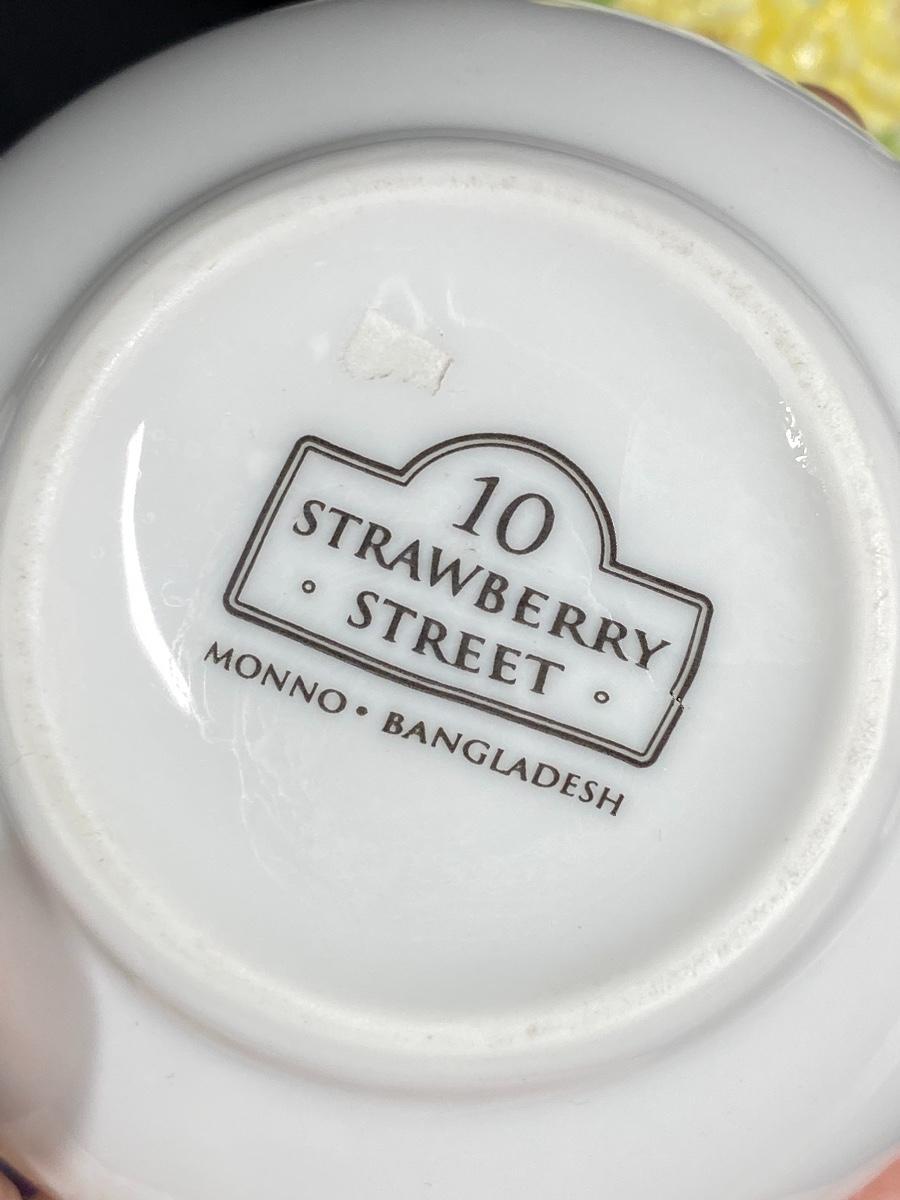 10
STRAWBERRY
STREET
MONNO • BANGLADESH